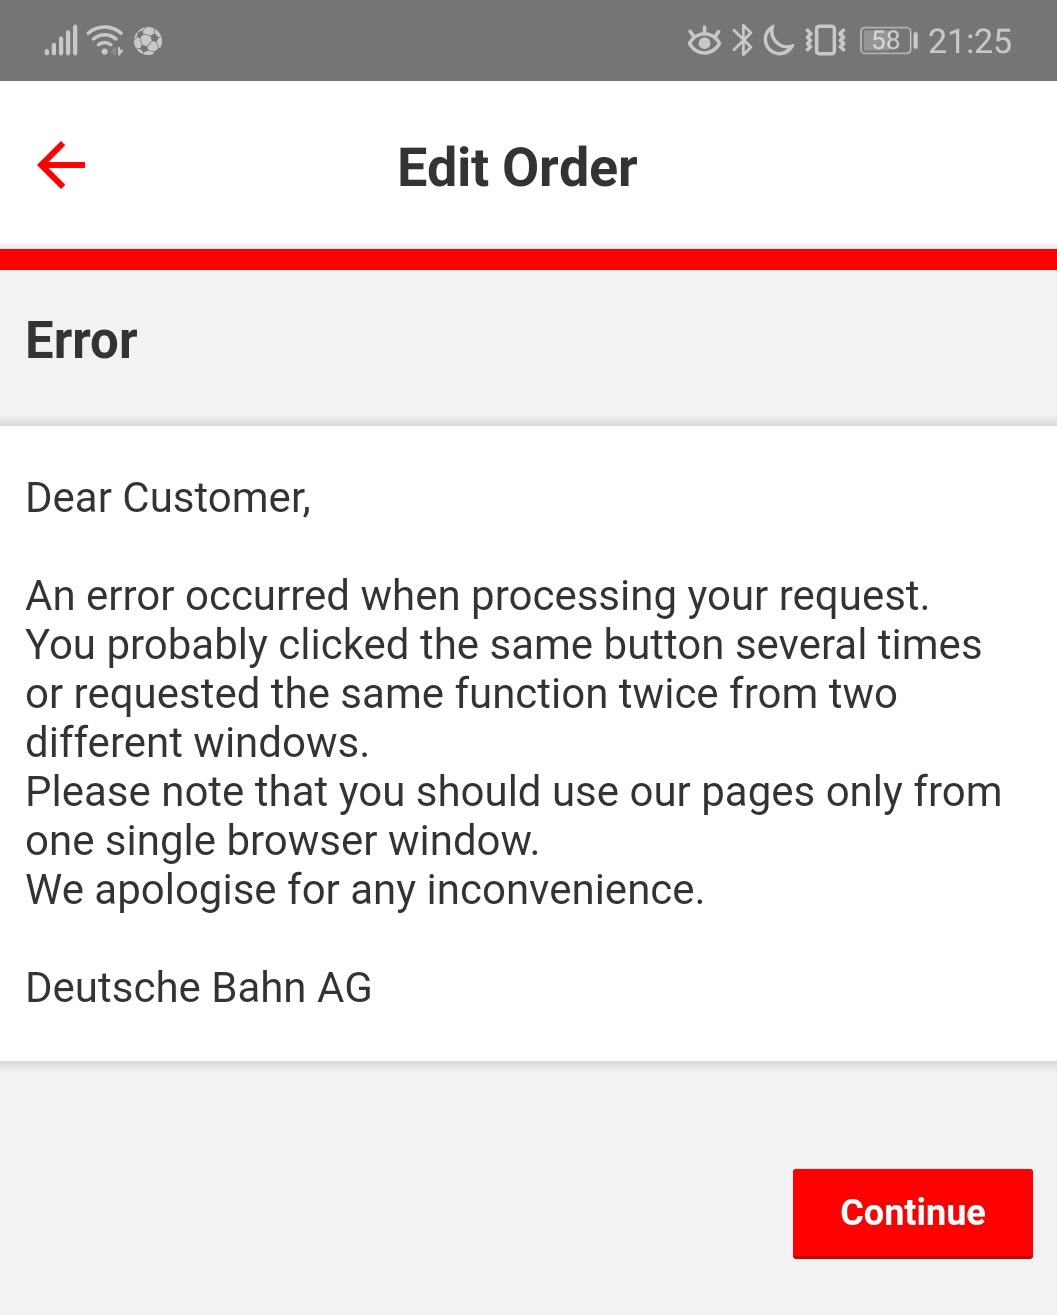 58 21:25
Edit Order
Error
Dear Customer,
An error occurred when processing your request.
You probably clicked the same button several times
or requested the same function twice from two
different windows.
Please note that you should use our pages only from
one single browser window.
We apologise for any inconvenience.
Deutsche Bahn AG
Continue